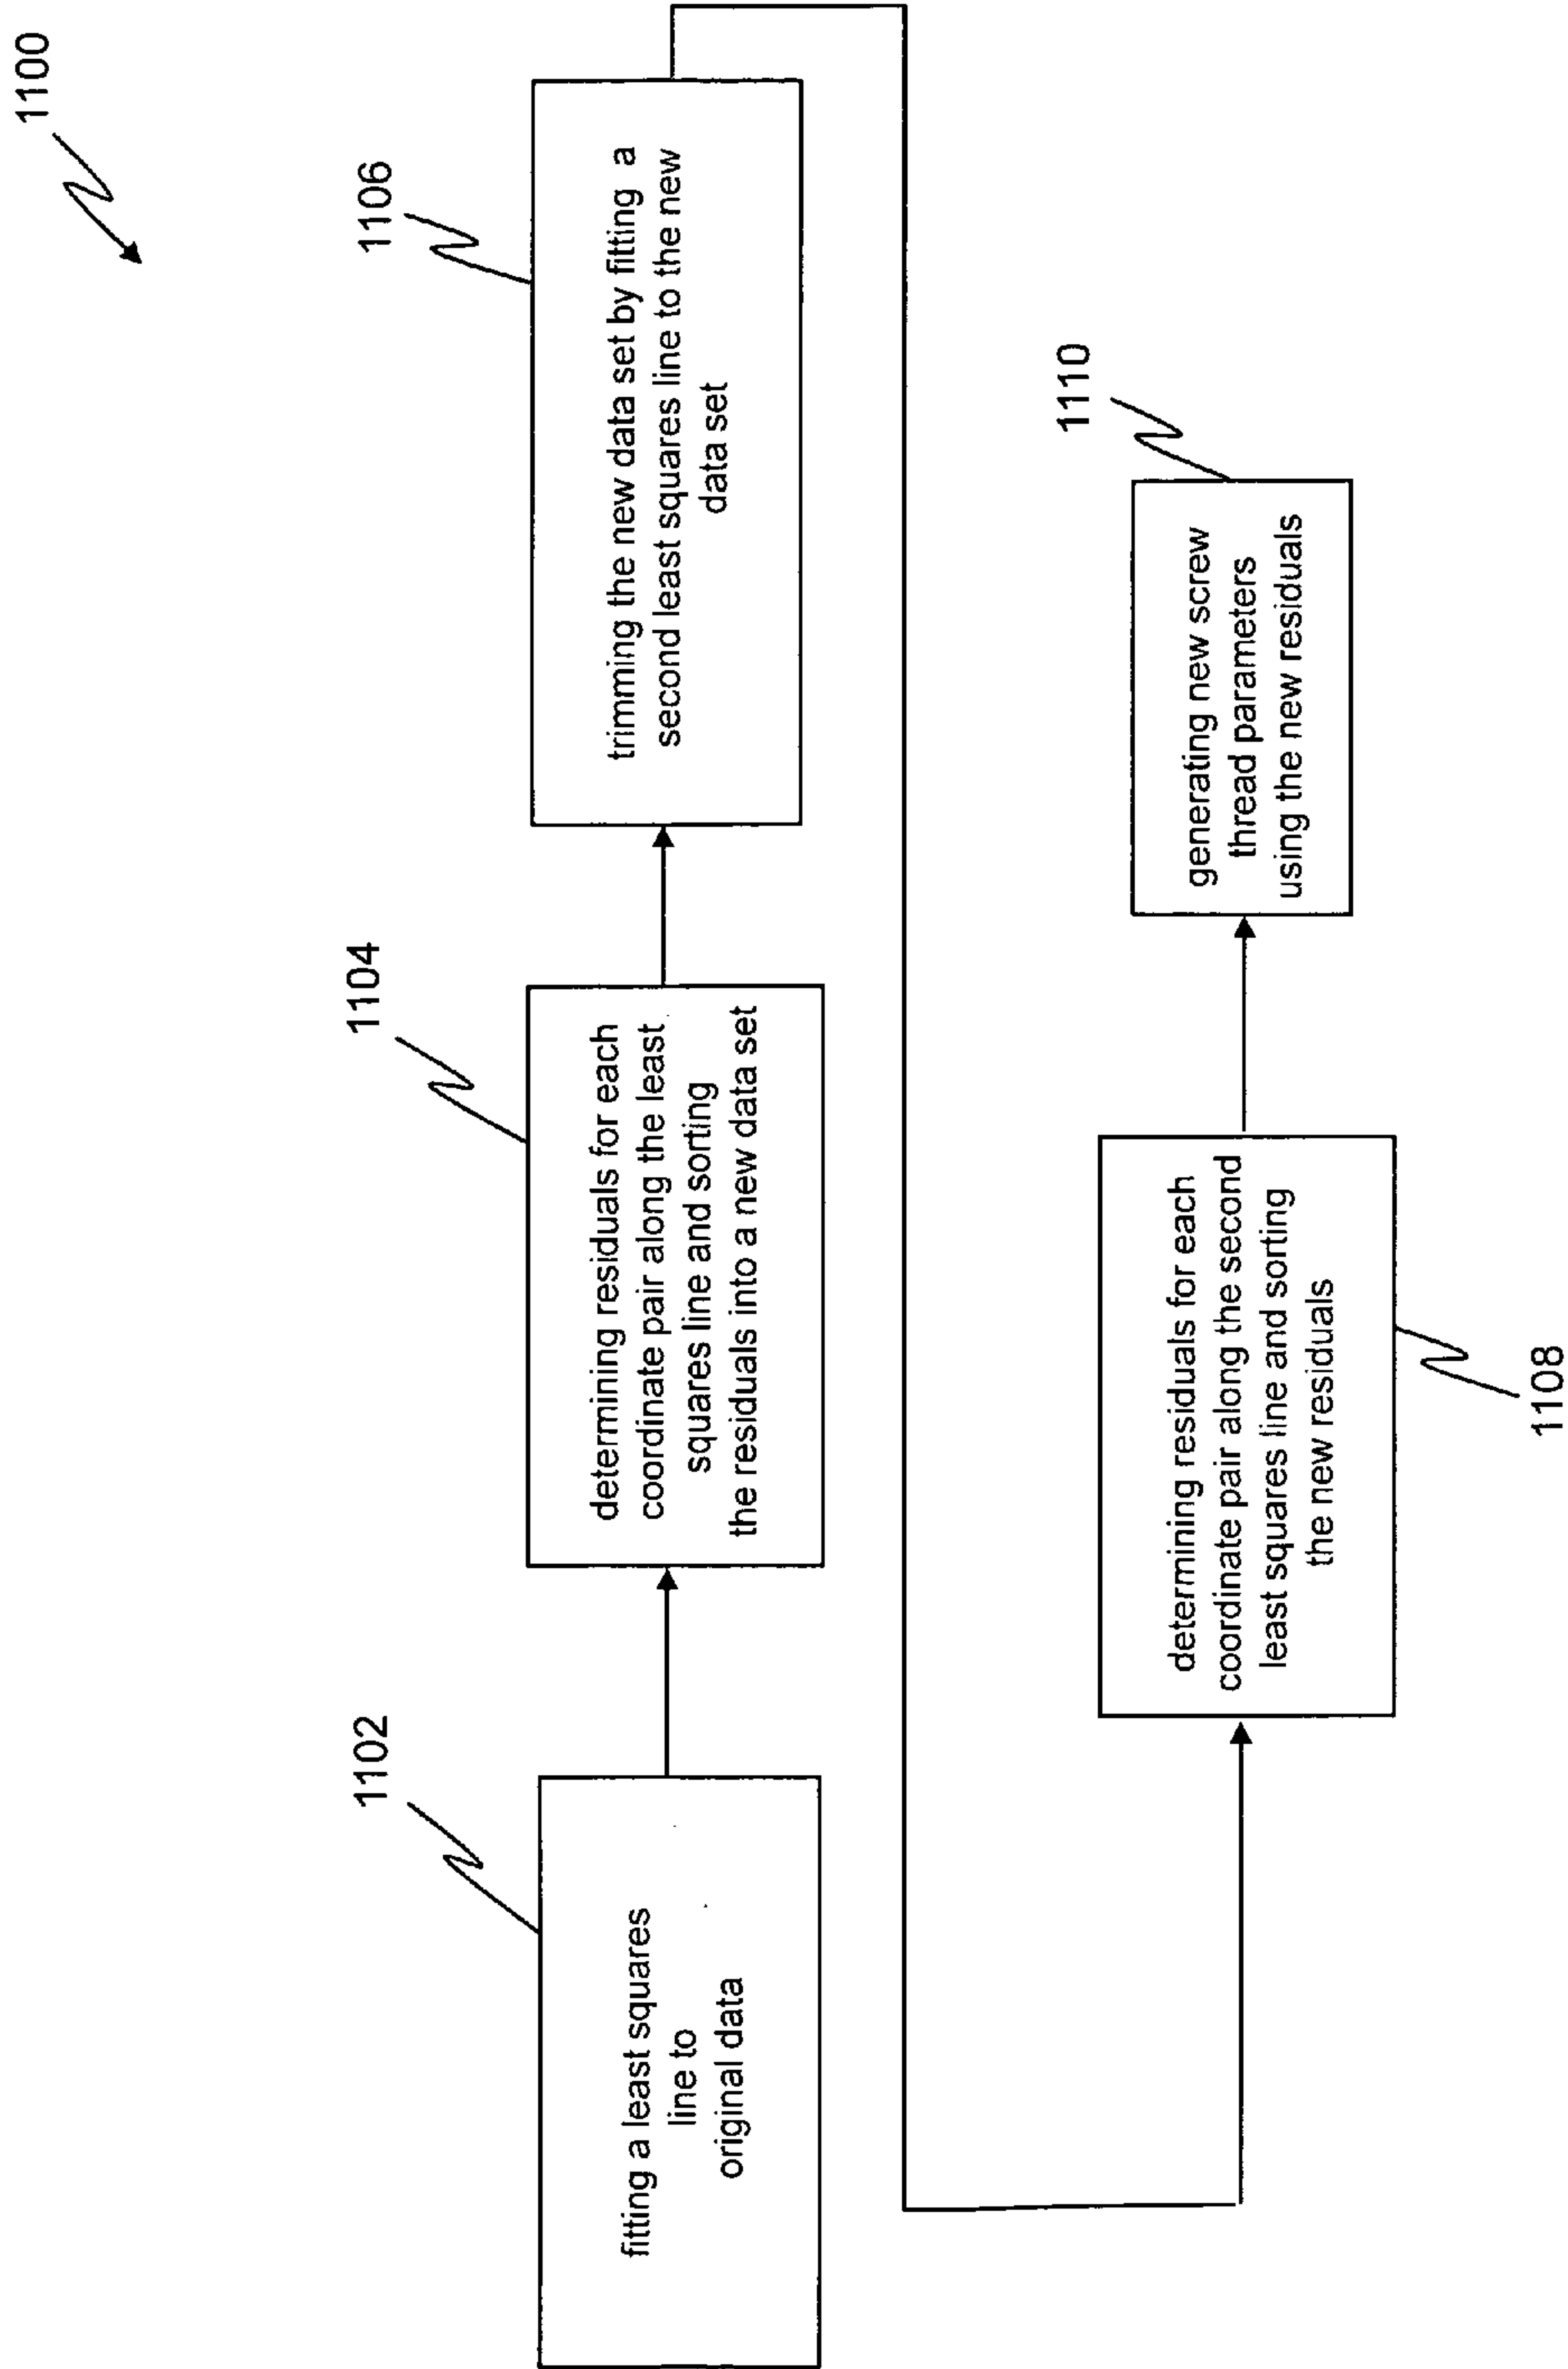 1100
1102
fitting a least squares
line to
original data
1104
determining residuals for each
coordinate pair along the least
squares line and sorting
the residuals into a new data set
1106
trimming the new data set by fitting a
second least squares line to the new
data set
1108
determining residuals for each
coordinate pair along the second
least squares line and sorting
the new residuals
1110
generating new screw
thread parameters
using the new residuals